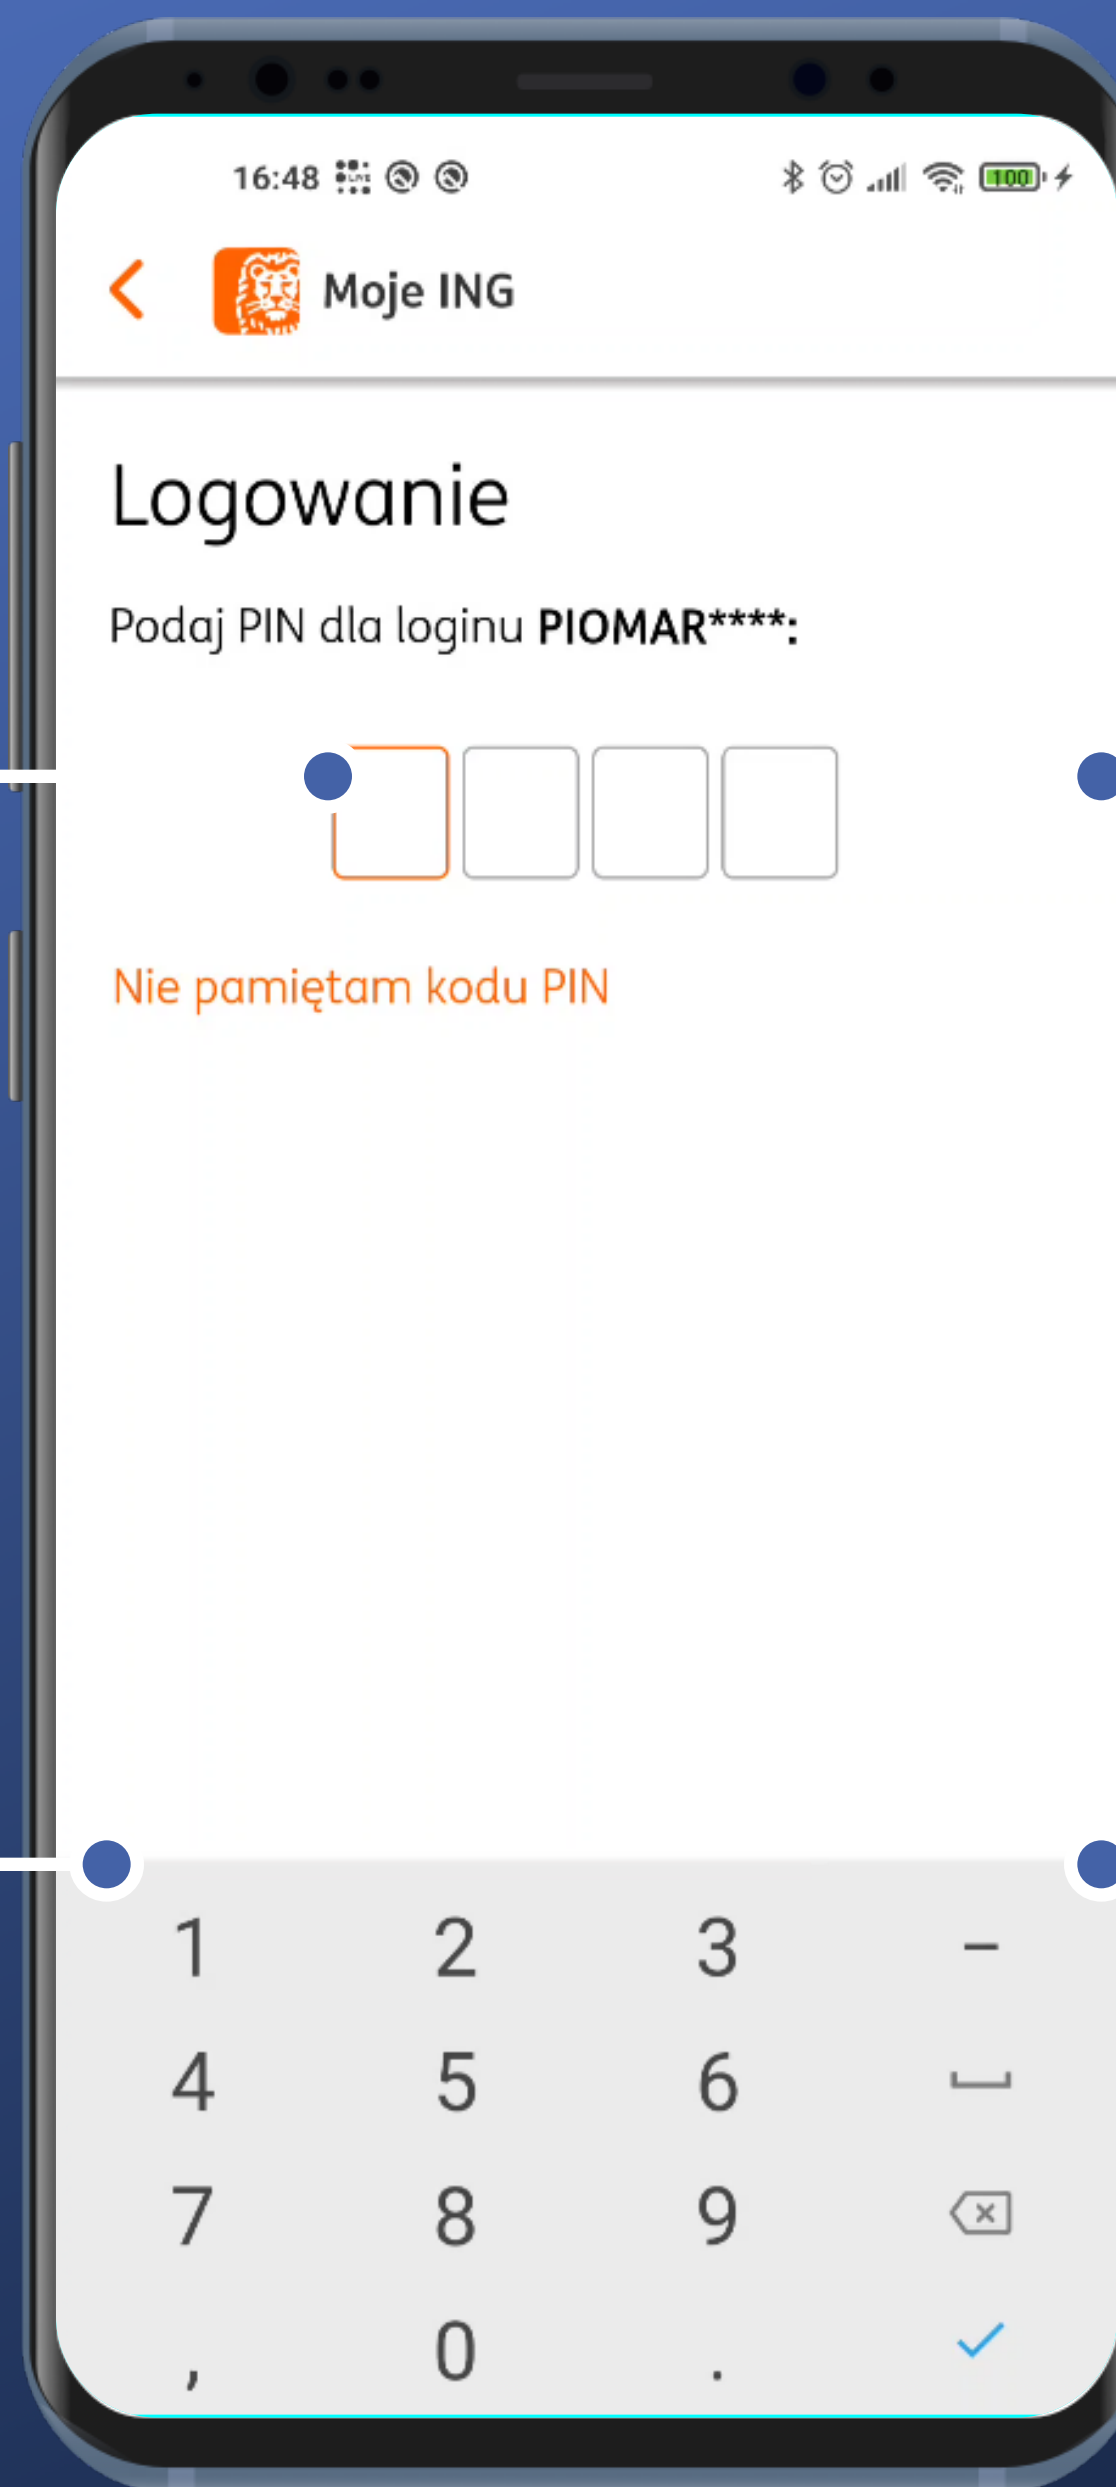 16:48
100
Moje ING
Logowanie
Podaj PIN dla loginu PIOMAR****:
Nie pamiętam kodu PIN
1 2 3 –
4 5 6
7 8 9
, 0 .